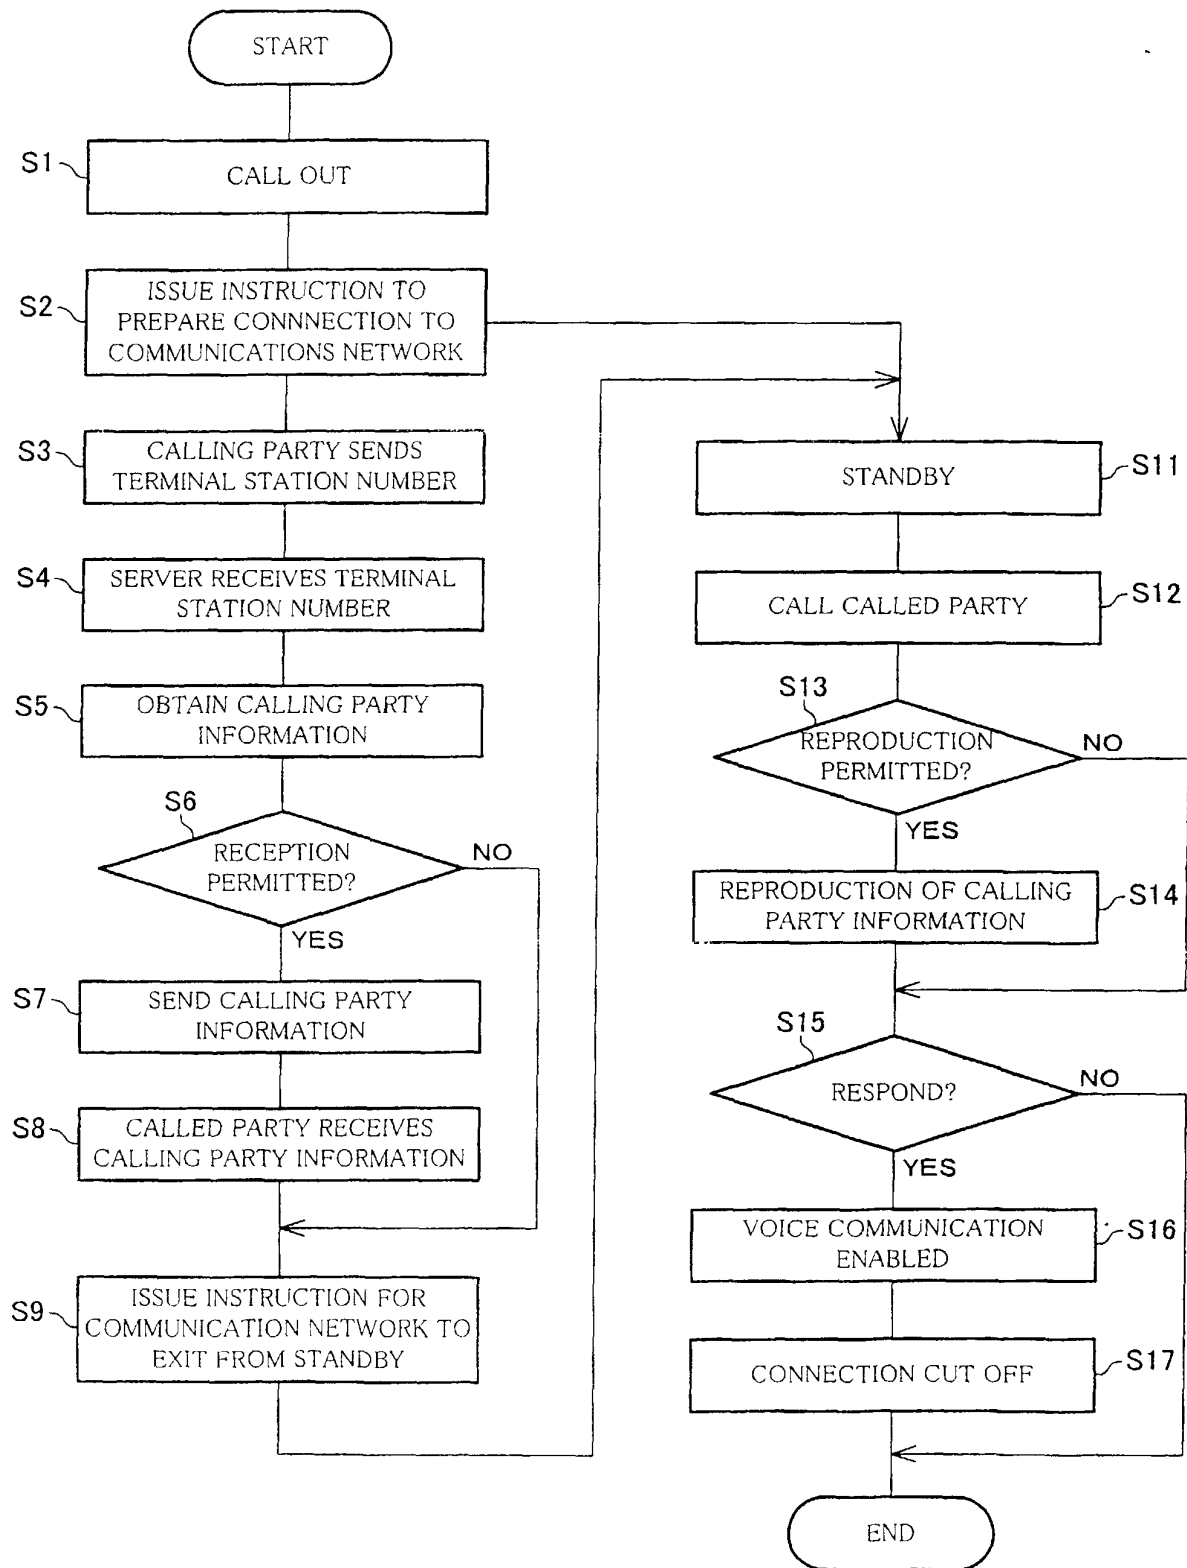 START
S1
CALL OUT
S2
ISSUE INSTRUCTION TO
PREPARE CONNNECTION TO
COMMUNICATIONS NETWORK
S3
CALLING PARTY SENDS
TERMINAL STATION NUMBER
S4
SERVER RECEIVES TERMINAL
STATION NUMBER
S5
OBTAIN CALLING PARTY
INFORMATION
S6
RECEPTION
PERMITTED?
NO
YES
S7
SEND CALLING PARTY
INFORMATION
S8
CALLED PARTY RECEIVES
CALLING PARTY INFORMATION
S9
ISSUE INSTRUCTION FOR
COMMUNICATION NETWORK TO
EXIT FROM STANDBY
STANDBY
S11
CALL CALLED PARTY
S12
S13
REPRODUCTION
PERMITTED?
NO
YES
REPRODUCTION OF CALLING
PARTY INFORMATION
S14
S15
RESPOND?
NO
YES
VOICE COMMUNICATION
ENABLED
S16
CONNECTION CUT OFF
S17
END